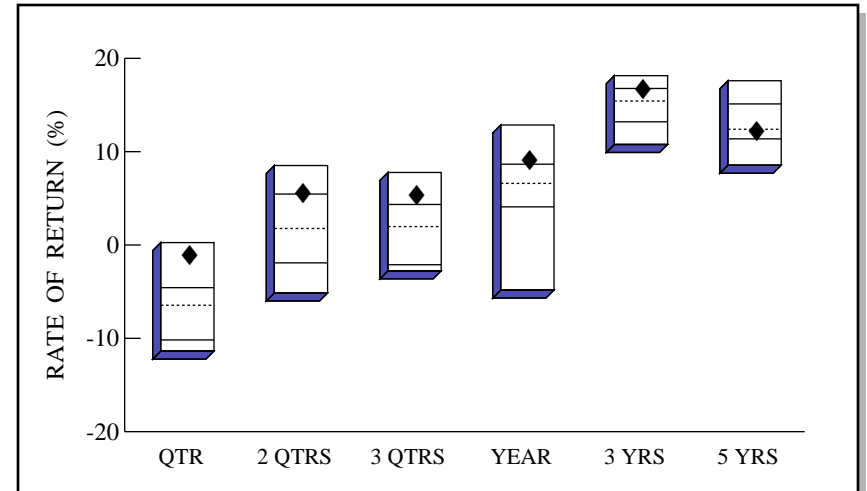 20
10
0
-10
-20
RATE OF RETURN (%)
QTR 2 QTRS 3 QTRS YEAR 3 YRS 5 YRS